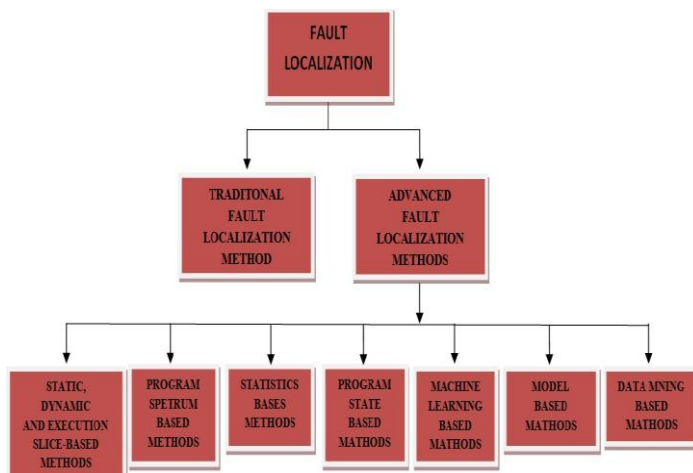 FAULT
LOCALIZATION
TRADITONAL
FAULT
LOCALIZATION
METHOD
ADVANCED
FAULT
LOCALIZATION
METHODS
STATIC,
DYNAMIC
AND EXECUTION
SLICE-BASED
METHODS
PROGRAM
SPETRUM
BASED
METHODS
STATISTICS
BASES
METHODS
PROGRAM
STATE
BASED
MATHODS
MACHINE
LEARNING
BASED
MATHODS
MODEL
BASED
MATHODS
DATA MNING
BASED
MATHODS